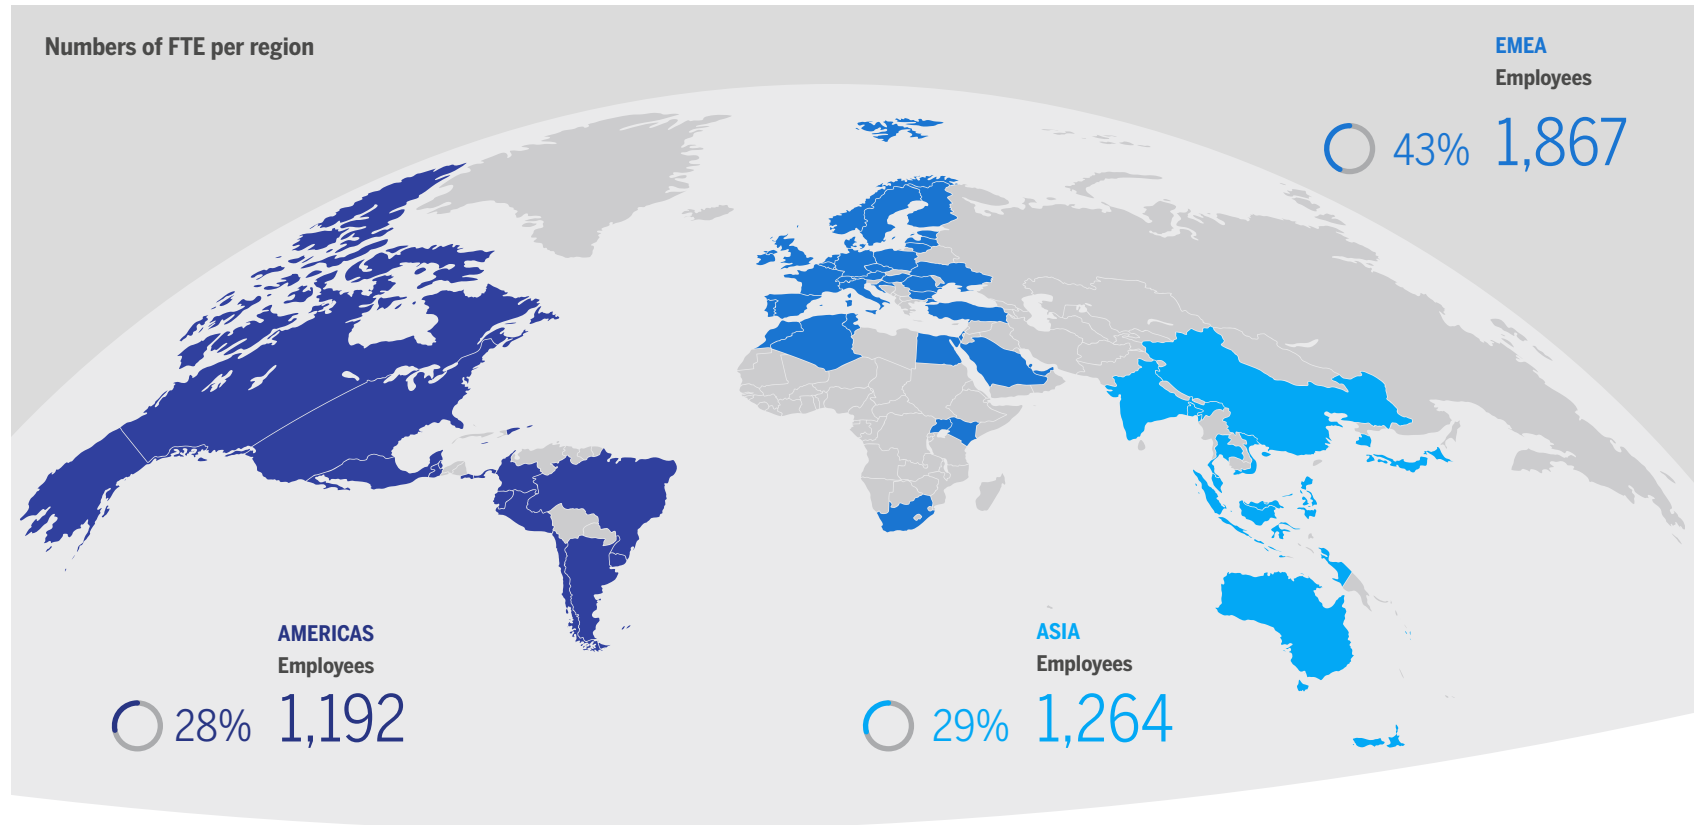 Numbers of FTE per region
EMEA
Employees
43% 1,867
AMERICAS
Employees
28% 1,192
ASIA
Employees
29% 1,264